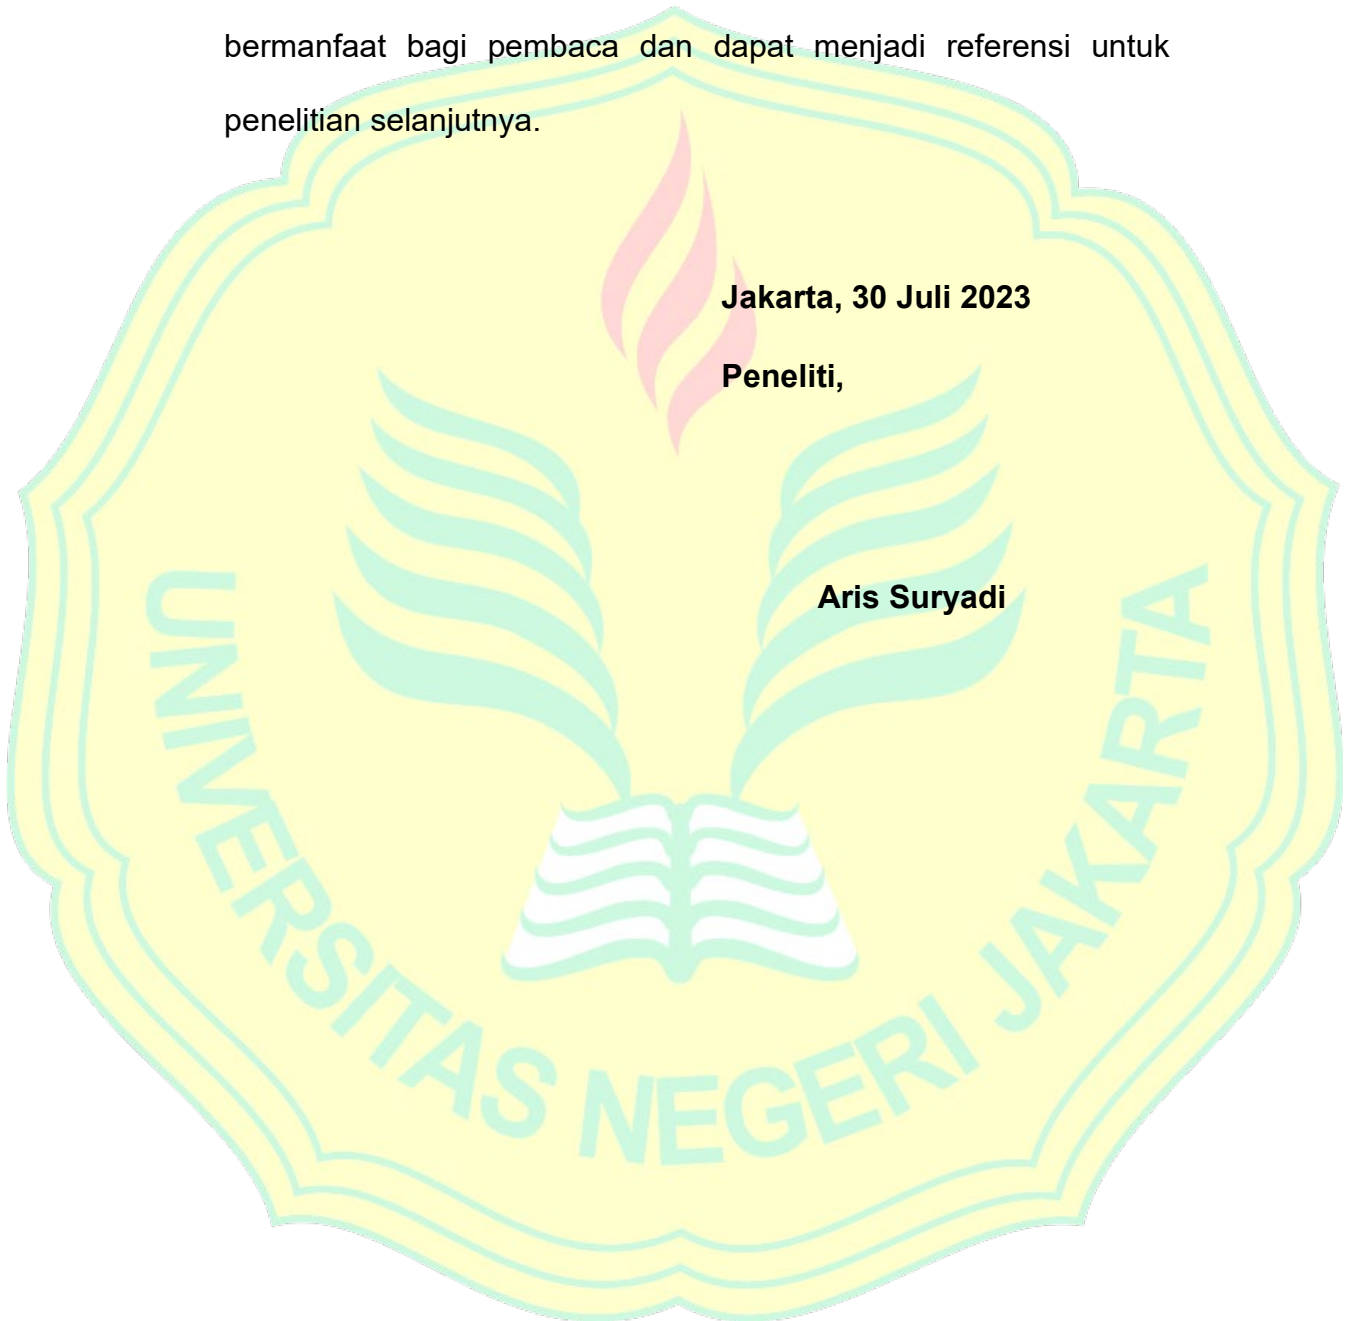 bermanfaat bagi pembaca dan dapat menjadi referensi untuk
penelitian selanjutnya.
Jakarta, 30 Juli 2023
Peneliti,
Aris Suryadi
UNIVERSITAS NEGERI JAKARTA